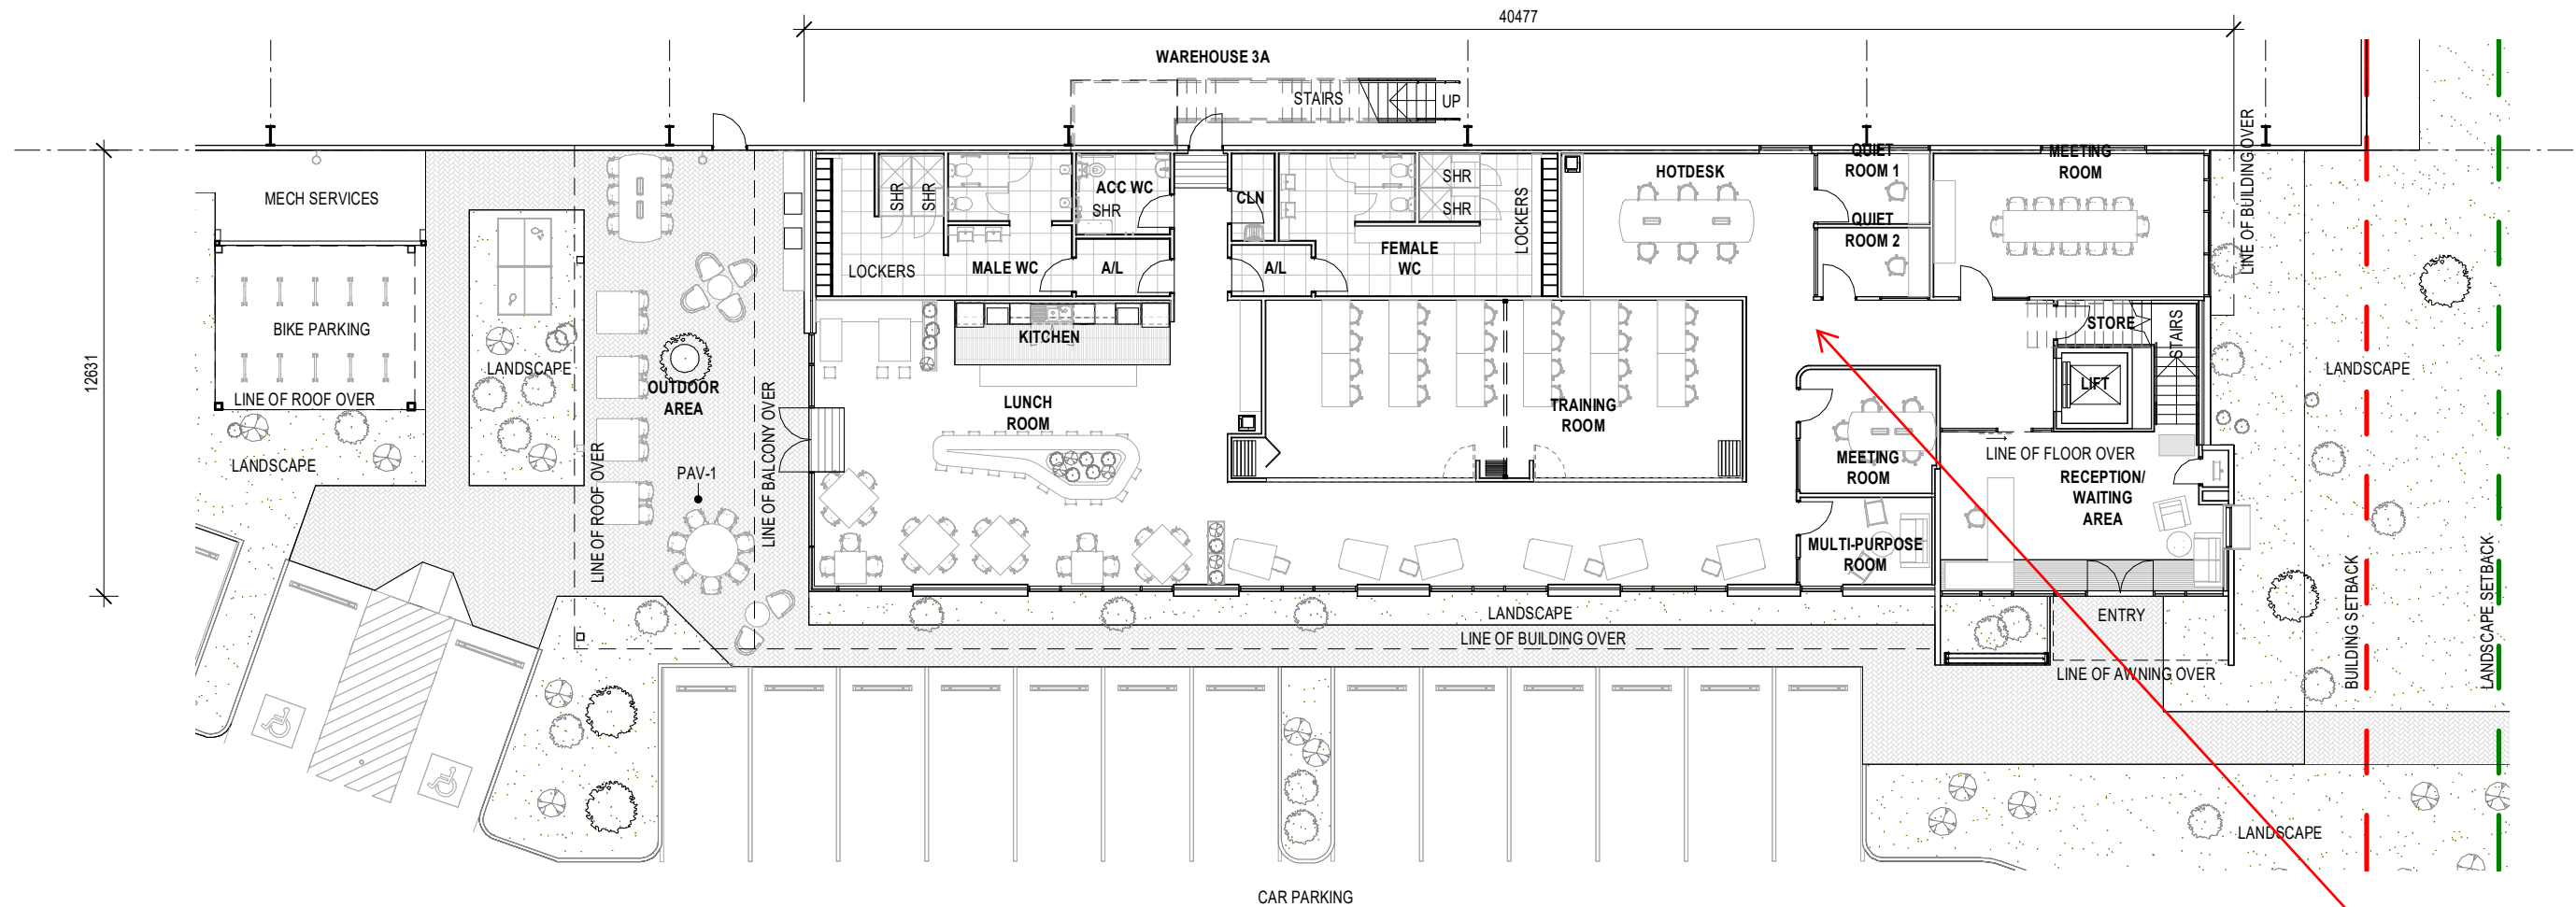 40477
WAREHOUSE 3A
STAIRS
UP
LINE OF BUILDING OVER
MECH SERVICES
SHR
SHR
ACC WC
SHR
CLN
SHR
SHR
LOCKERS
HOTDESK
QUIET
ROOM 1
QUIET
ROOM 2
MEETING
ROOM
LOCKERS
MALE WC
A/L
A/L
FEMALE
WC
BIKE PARKING
LINE OF ROOF OVER
12631
LANDSCAPE
OUTDOOR
AREA
LINE OF BALCONY OVER
KITCHEN
LUNCH
ROOM
TRAINING
ROOM
STORE
STAIRS
LIFT
LANDSCAPE
LANDSCAPE
PAV-1
LINE OF ROOF OVER
MEETING
ROOM
LINE OF FLOOR OVER
RECEPTION/
WAITING
AREA
MULTI-PURPOSE
ROOM
BUILDING SETBACK
LANDSCAPE SETBACK
LANDSCAPE
LINE OF BUILDING OVER
ENTRY
LINE OF AWNING OVER
LANDSCAPE
CAR PARKING